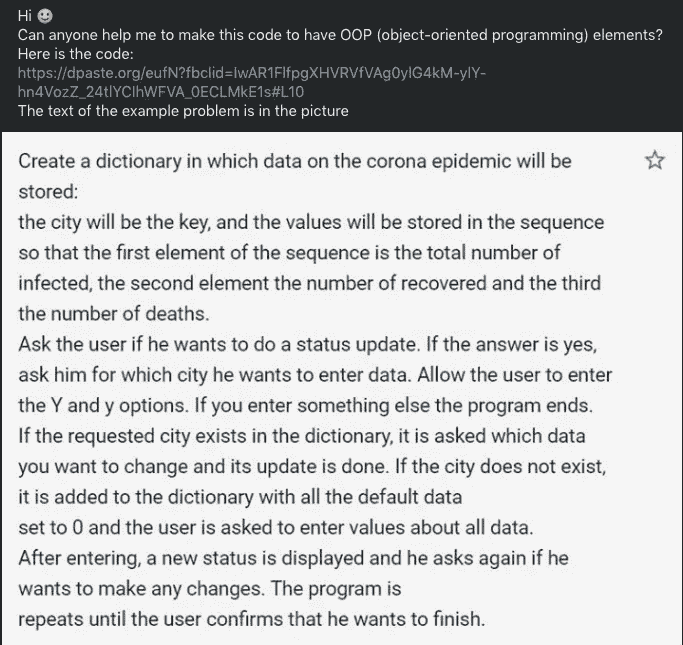 Hi 🙂
Can anyone help me to make this code to have OOP (object-oriented programming) elements?
Here is the code:
https://dpaste.org/eufN?fbclid=IwAR1FlfpgXHVRVfVAg0ylG4kM-ylY-
hn4VozZ_24tlYClhWFVA_0ECLMkE1s#L10
The text of the example problem is in the picture
Create a dictionary in which data on the corona epidemic will be
stored:
the city will be the key, and the values will be stored in the sequence
so that the first element of the sequence is the total number of
infected, the second element the number of recovered and the third
the number of deaths.
Ask the user if he wants to do a status update. If the answer is yes,
ask him for which city he wants to enter data. Allow the user to enter
the Y and y options. If you enter something else the program ends.
If the requested city exists in the dictionary, it is asked which data
you want to change and its update is done. If the city does not exist,
it is added to the dictionary with all the default data
set to 0 and the user is asked to enter values about all data.
After entering, a new status is displayed and he asks again if he
wants to make any changes. The program is
repeats until the user confirms that he wants to finish.